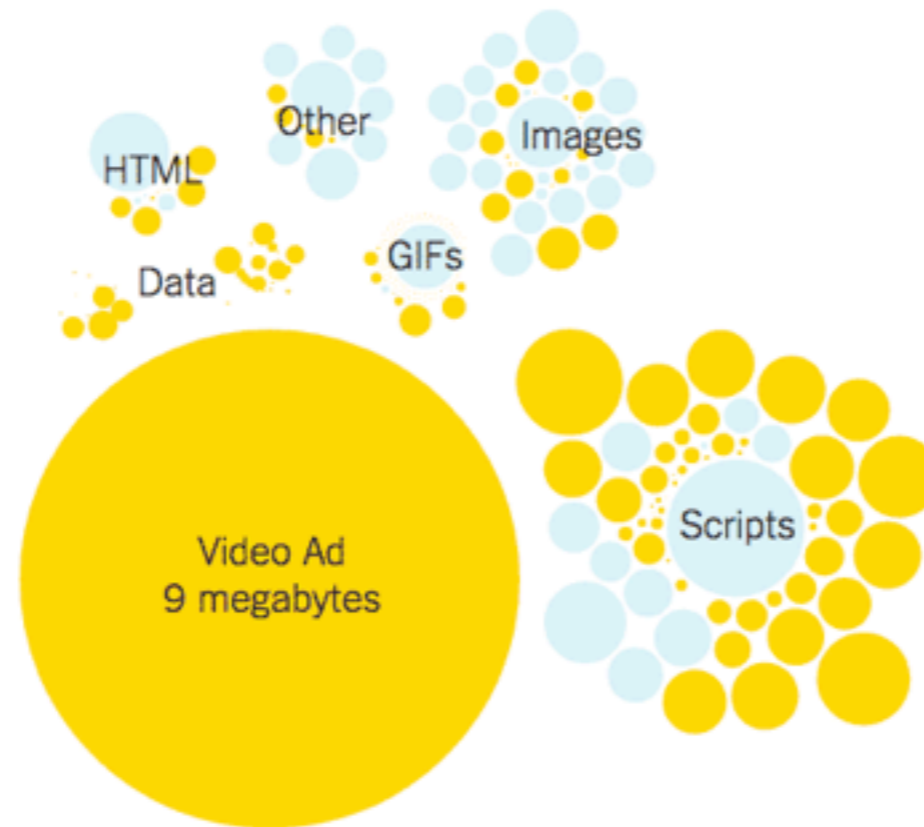 Other
Images
HTML
GIFs
Data
Video Ad
9 megabytes
Scripts